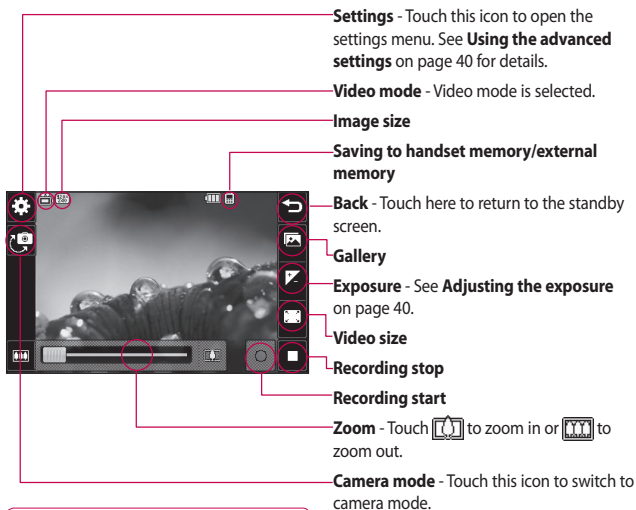 Settings - Touch this icon to open the
settings menu. See Using the advanced
settings on page 40 for details.
Video mode - Video mode is selected.
Image size
Saving to handset memory/external
memory
Back - Touch here to return to the standby
screen.
Gallery
Exposure - See Adjusting the exposure
on page 40.
Video size
Recording stop
Recording start
Zoom - Touch to zoom in or to
zoom out.
Camera mode - Touch this icon to switch to
camera mode.